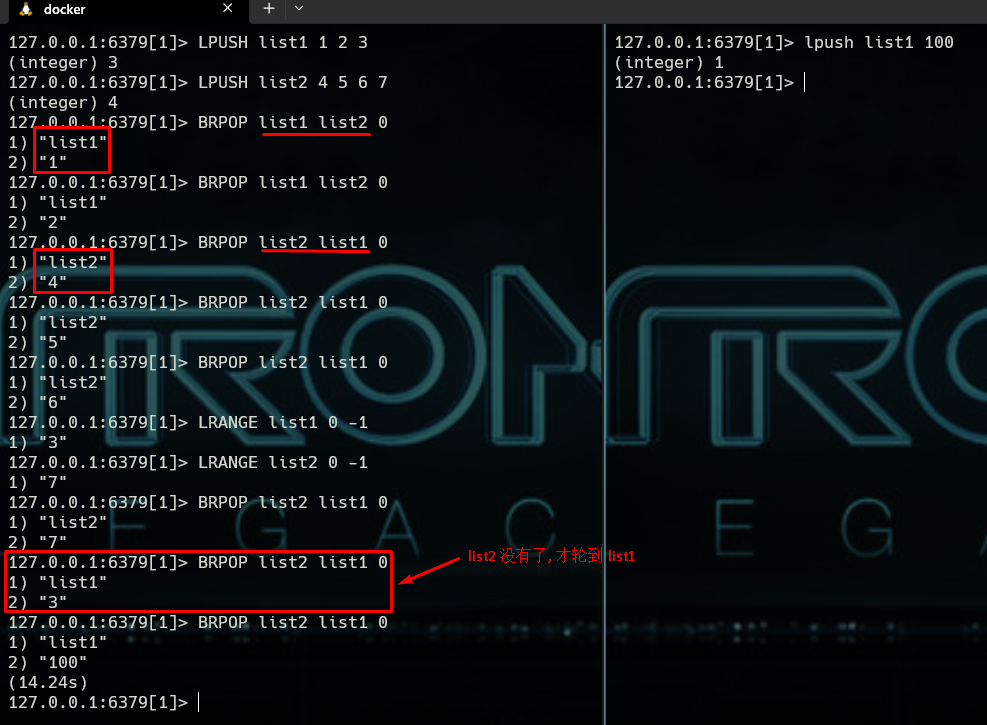 docker
127.0.0.1:6379[1]> LPUSH list1 1 2 3
(integer) 3
127.0.0.1:6379[1]> LPUSH list2 4 5 6 7
(integer) 4
127.0.0.1:6379[1]> BRPOP list1 list2 0
1) "list1"
2) "1"
127.0.0.1:6379[1]> BRPOP list1 list2 0
1) "list1"
2) "2"
127.0.0.1:6379[1]> BRPOP list2 list1 0
1) "list2"
2) "4"
127.0.0.1:6379[1]> BRPOP list2 list1 0
1) "list2"
2) "5"
127.0.0.1:6379[1]> BRPOP list2 list1 0
1) "list2"
2) "6"
127.0.0.1:6379[1]> LRANGE list1 0 -1
1) "3"
127.0.0.1:6379[1]> LRANGE list2 0 -1
1) "7"
127.0.0.1:6379[1]> BRPOP list2 list1 0
1) "list2"
2) "7"
127.0.0.1:6379[1]> BRPOP list2 list1 0
1) "list1"
2) "3"
list2 没有了, 才轮到 list1
127.0.0.1:6379[1]> BRPOP list2 list1 0
1) "list1"
2) "100"
(14.24s)
127.0.0.1:6379[1]>
127.0.0.1:6379[1]> lpush list1 100
(integer) 1
127.0.0.1:6379[1]>